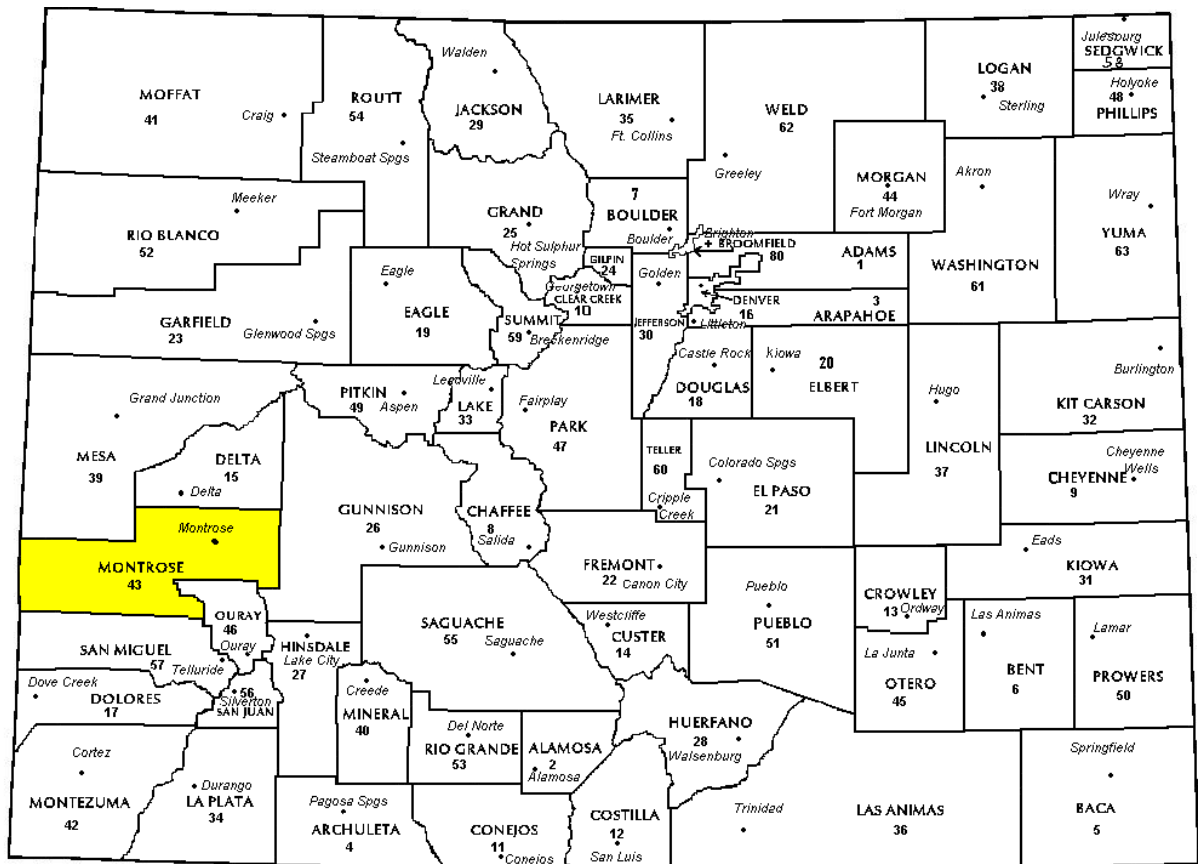 MOFFAT
41
Craig
ROUTT
54
Steamboat Spgs
Walden
JACKSON
29
LARIMER
35
Ft. Collins
WELD
62
Greeley
LOGAN
38
Sterling
Julesburg
SEDGWICK
58
Holyoke
48
PHILLIPS
MORGAN
44
Fort Morgan
Akron
WASHINGTON
61
Wray
YUMA
63
RIO BLANCO
52
Meeker
GRAND
25
Hot Sulphur
Springs
7
BOULDER
Boulder
Brighton
+ BROOMFIELD
80
ADAMS
1
GILPIN
24
Golden
Georgetown
CLEAR CREEK
10
JEFFERSON
30
DENVER
16
Littleton
3
ARAPAHOE
GARFIELD
23
Glenwood Spgs
Eagle
EAGLE
19
SUMMIT
59
Breckenridge
Castle Rock
DOUGLAS
18
kiowa
20
ELBERT
Hugo
LINCOLN
37
Burlington
KIT CARSON
32
Grand Junction
MESA
39
PITKIN
49
Aspen
Leadville
LAKE
33
Fairplay
PARK
47
TELLER
60
Cripple
Creek
Colorado Spgs
EL PASO
21
Cheyenne
Wells
CHEYENNE
9
DELTA
15
Delta
GUNNISON
26
Gunnison
CHAFFEE
8
Salida
Montrose
MONTROSE
43
FREMONT
22
Canon City
Pueblo
PUEBLO
51
CROWLEY
13
Ordway
Eads
KIOWA
31
OURAY
46
Ouray
SAN MIGUEL
57
Telluride
HINSDALE
Lake City
27
SAGUACHE
55
Saguache
Westcliffe
CUSTER
14
La Junta
OTERO
45
Las Animas
BENT
6
Lamar
PROWERS
50
Dove Creek
DOLORES
17
56
Silverton
SAN JUAN
Creede
MINERAL
40
Del Norte
RIO GRANDE
53
ALAMOSA
2
Alamosa
HUERFANO
28
Walsenburg
Cortez
MONTEZUMA
42
Durango
LA PLATA
34
Pagosa Spgs
ARCHULETA
4
CONEJOS
11
Conejos
COSTILLA
12
San Luis
Trinidad
LAS ANIMAS
36
Springfield
BACA
5